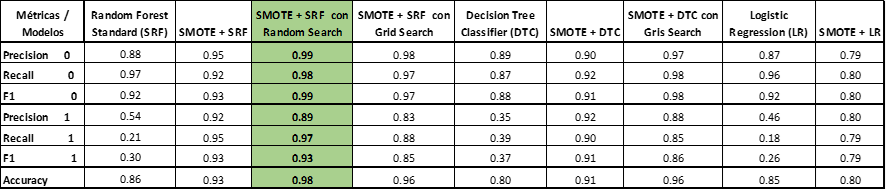 Métricas / Modelos | Random Forest Standard (SRF) | SMOTE + SRF | SMOTE + SRF con Random Search | SMOTE + SRF con Grid Search | Decision Tree Classifier (DTC) | SMOTE + DTC | SMOTE + DTC con Gris Search | Logistic Regression (LR) | SMOTE + LR
Precision 0 | 0.88 | 0.95 | 0.99 | 0.98 | 0.89 | 0.90 | 0.97 | 0.87 | 0.79
Recall 0 | 0.97 | 0.92 | 0.98 | 0.97 | 0.87 | 0.92 | 0.98 | 0.96 | 0.80
F1 0 | 0.92 | 0.93 | 0.99 | 0.97 | 0.88 | 0.91 | 0.98 | 0.92 | 0.80
Precision 1 | 0.54 | 0.92 | 0.89 | 0.83 | 0.35 | 0.92 | 0.88 | 0.46 | 0.80
Recall 1 | 0.21 | 0.95 | 0.97 | 0.88 | 0.39 | 0.90 | 0.85 | 0.18 | 0.79
F1 1 | 0.30 | 0.93 | 0.93 | 0.85 | 0.37 | 0.91 | 0.86 | 0.26 | 0.79
Accuracy | 0.86 | 0.93 | 0.98 | 0.96 | 0.80 | 0.91 | 0.96 | 0.85 | 0.80